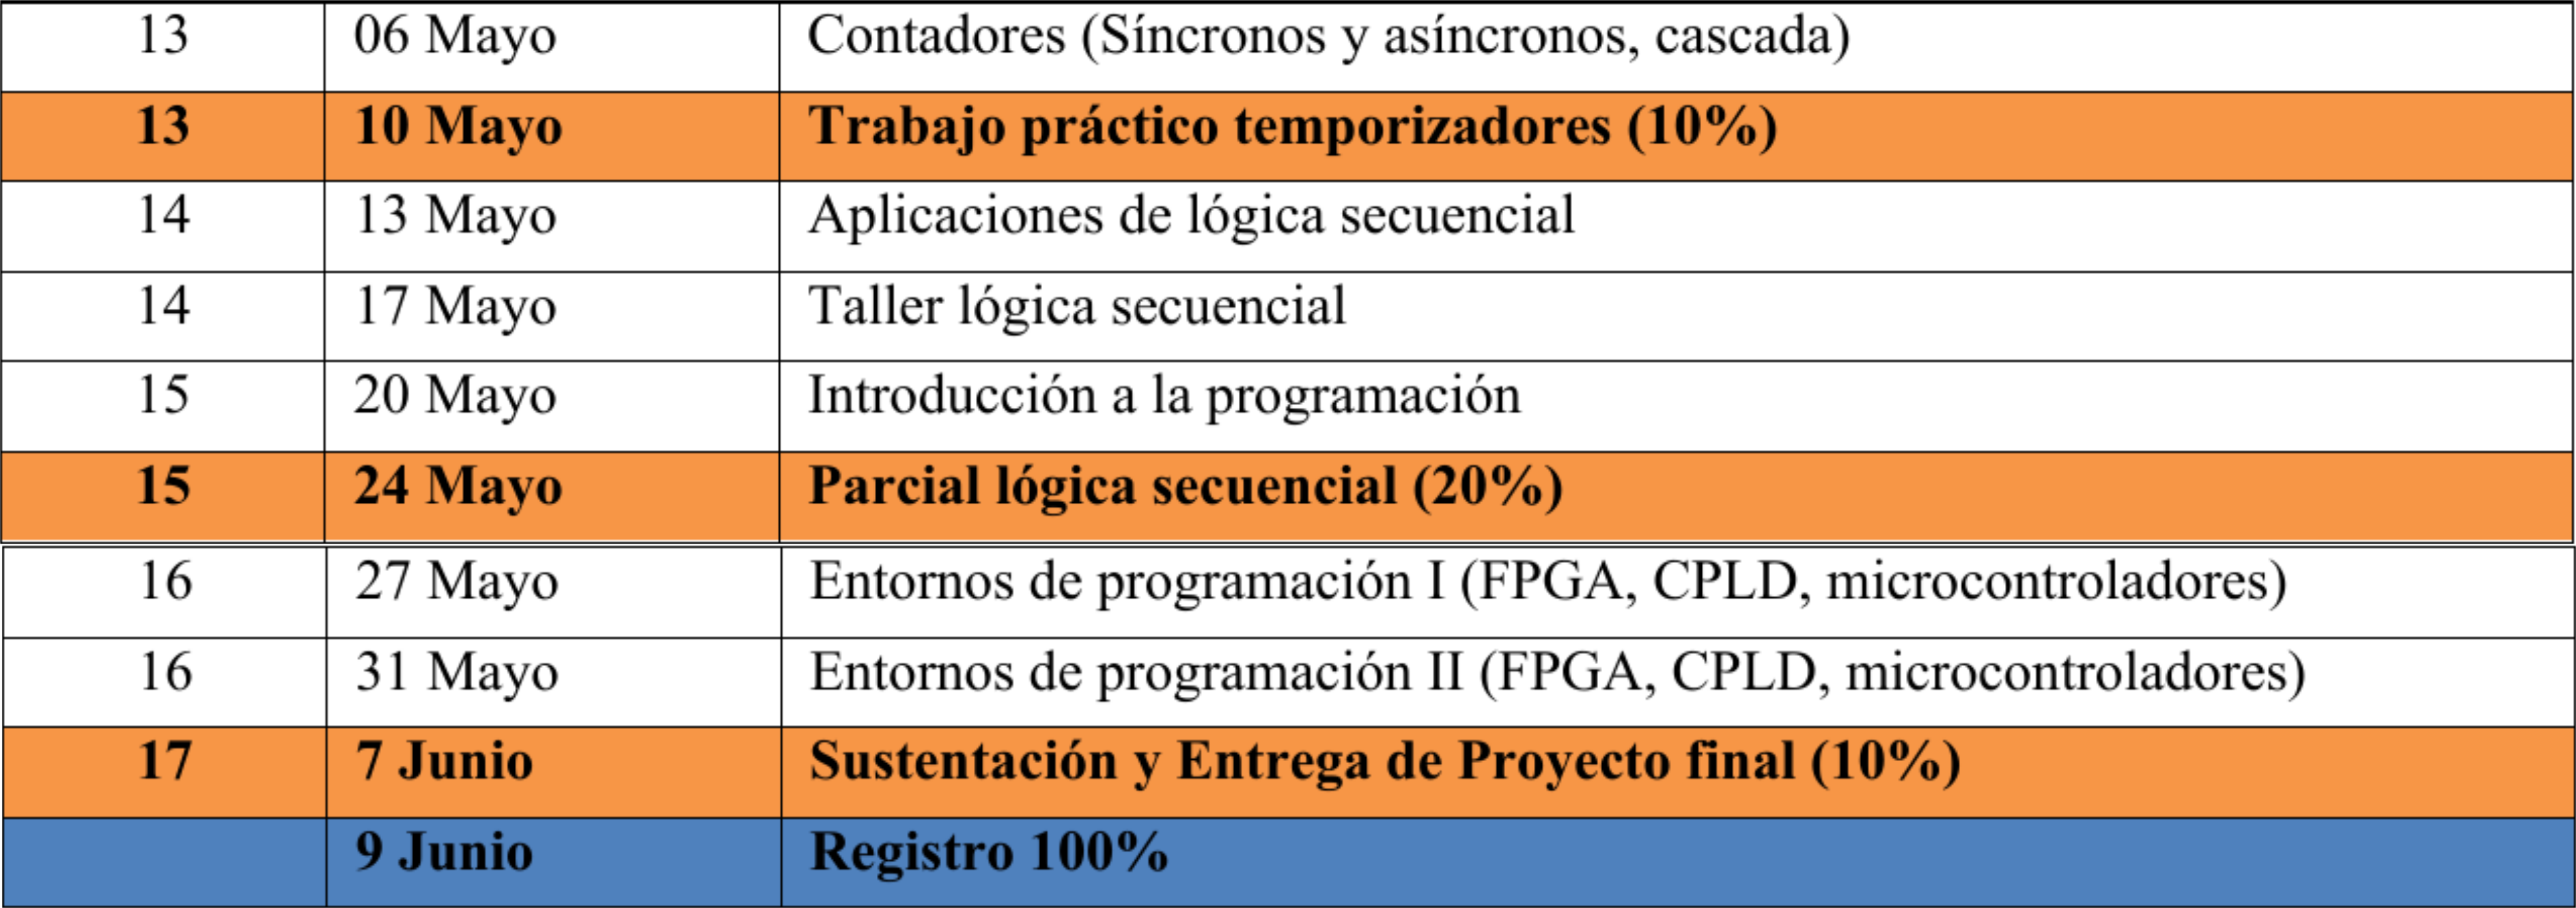 13 06 Mayo Contadores (Síncronos y asíncronos, cascada)
13 10 Mayo Trabajo práctico temporizadores (10%)
14 13 Mayo Aplicaciones de lógica secuencial
14 17 Mayo Taller lógica secuencial
15 20 Mayo Introducción a la programación
15 24 Mayo Parcial lógica secuencial (20%)
16 27 Mayo Entornos de programación I (FPGA, CPLD, microcontroladores)
16 31 Mayo Entornos de programación II (FPGA, CPLD, microcontroladores)
17 7 Junio Sustentación y Entrega de Proyecto final (10%)
9 Junio Registro 100%